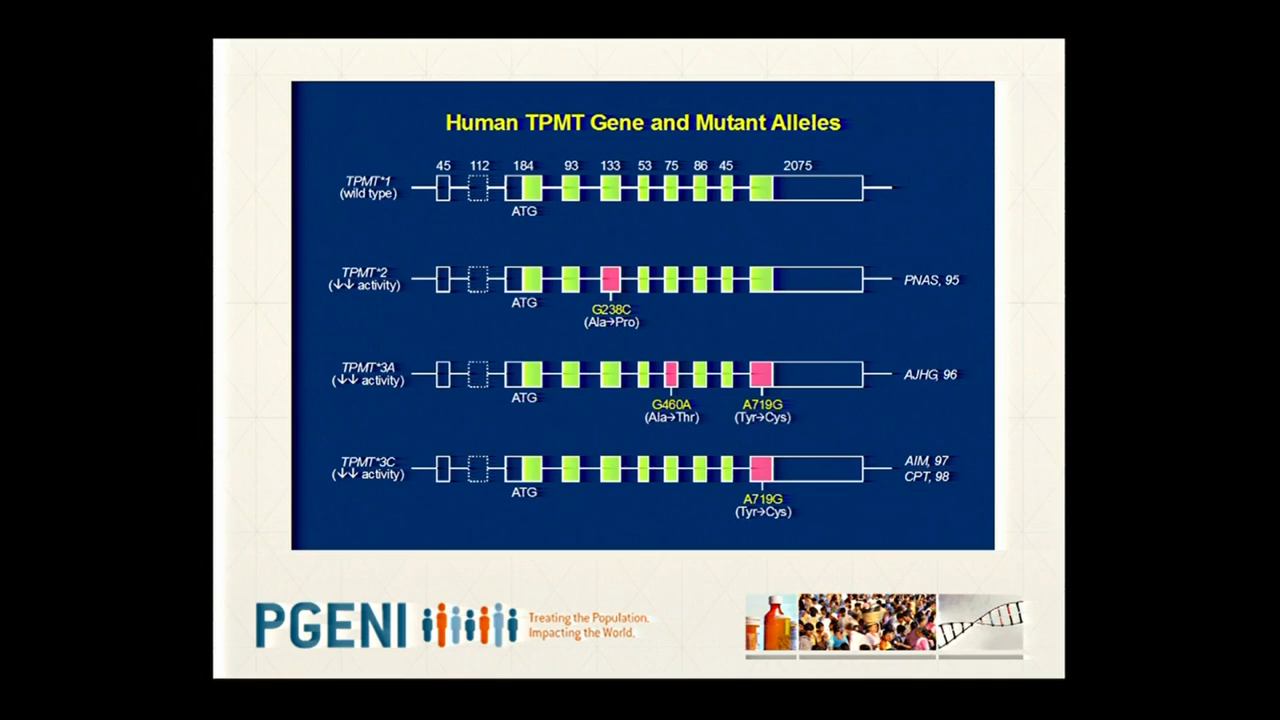 Human TPMT Gene and Mutant Alleles
45 112 184 93 133 53 75 86 45 2075
TPMT*1
(wild type)
ATG
TPMT*2
(↓↓ activity)
PNAS, 95
ATG
G238C
(Ala→Pro)
TPMT*3A
(↓↓ activity)
AJHG, 96
ATG
G460A
(Ala→Thr)
A719G
(Tyr→Cys)
TPMT*3C
(↓↓ activity)
AIM, 97
CPT, 98
ATG
A719G
(Tyr→Cys)
PGENI
Treating the Population.
Impacting the World.